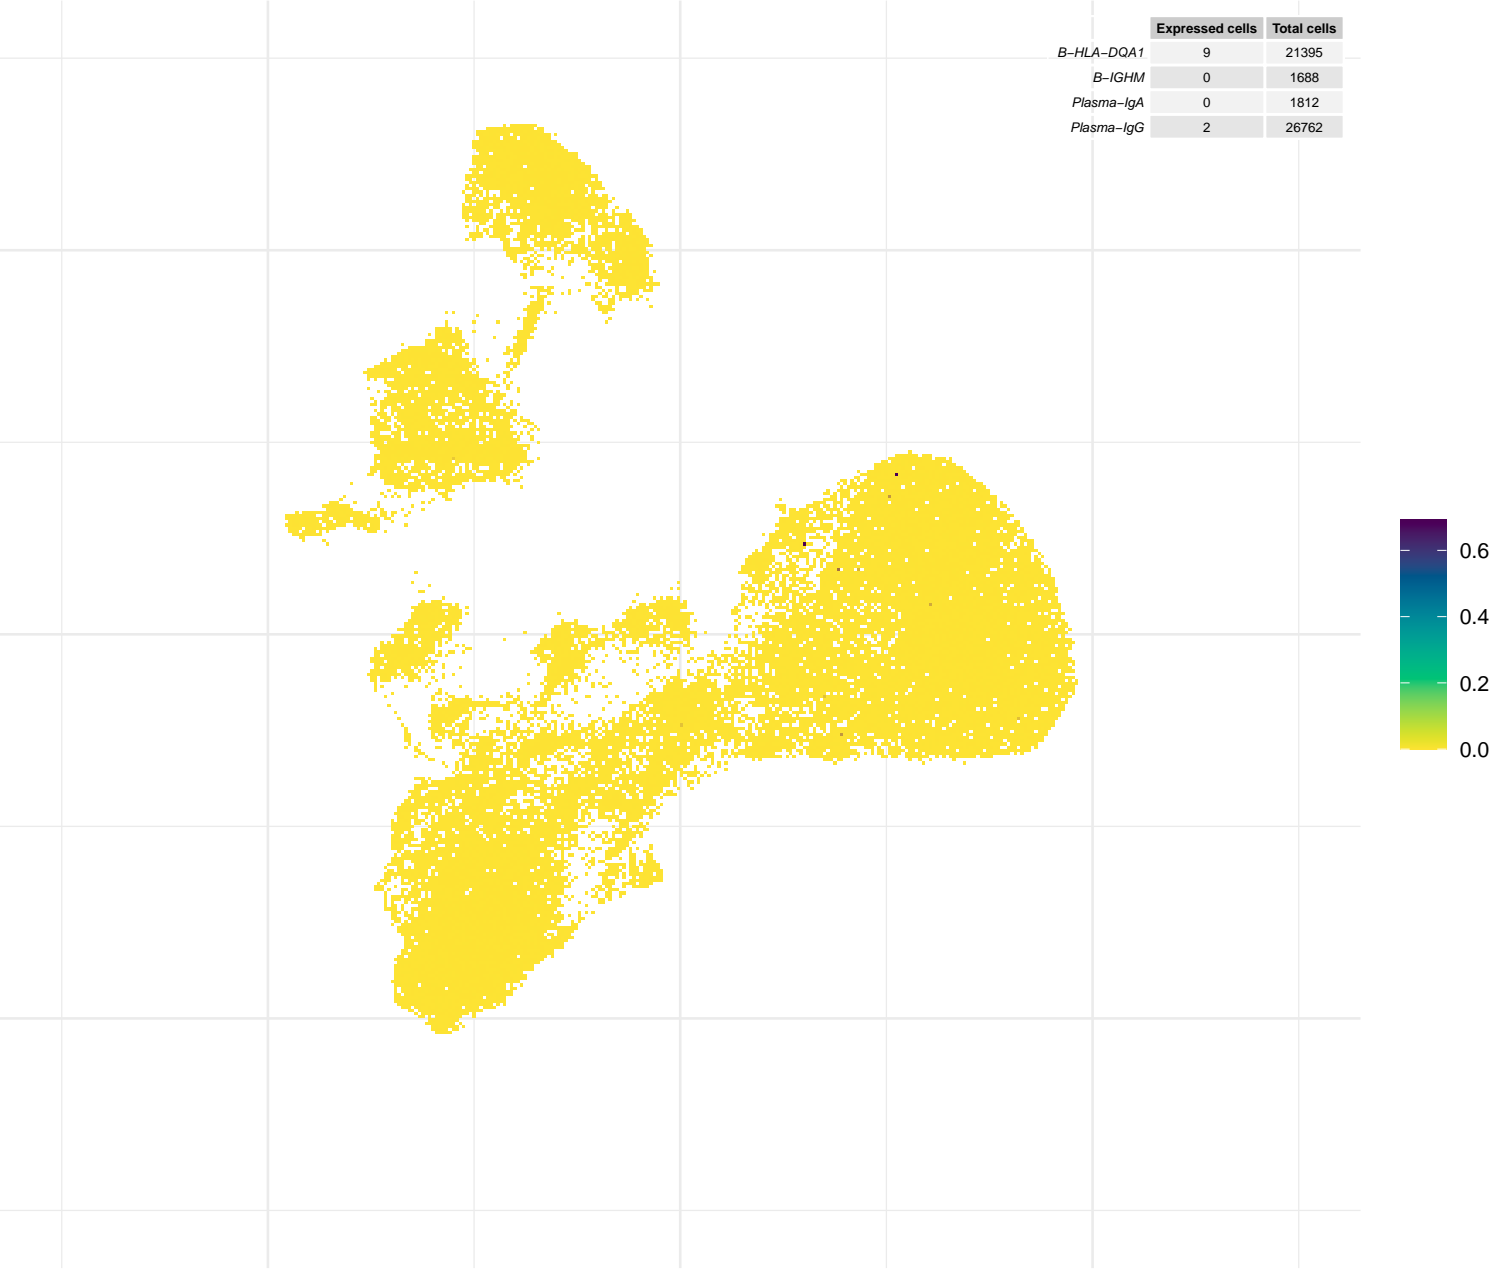 Expressed cells Total cells
B−HLA−DQA1 9 21395
B−IGHM 0 1688
Plasma−IgA 0 1812
Plasma−IgG 2 26762
0.6
0.4
0.2
0.0